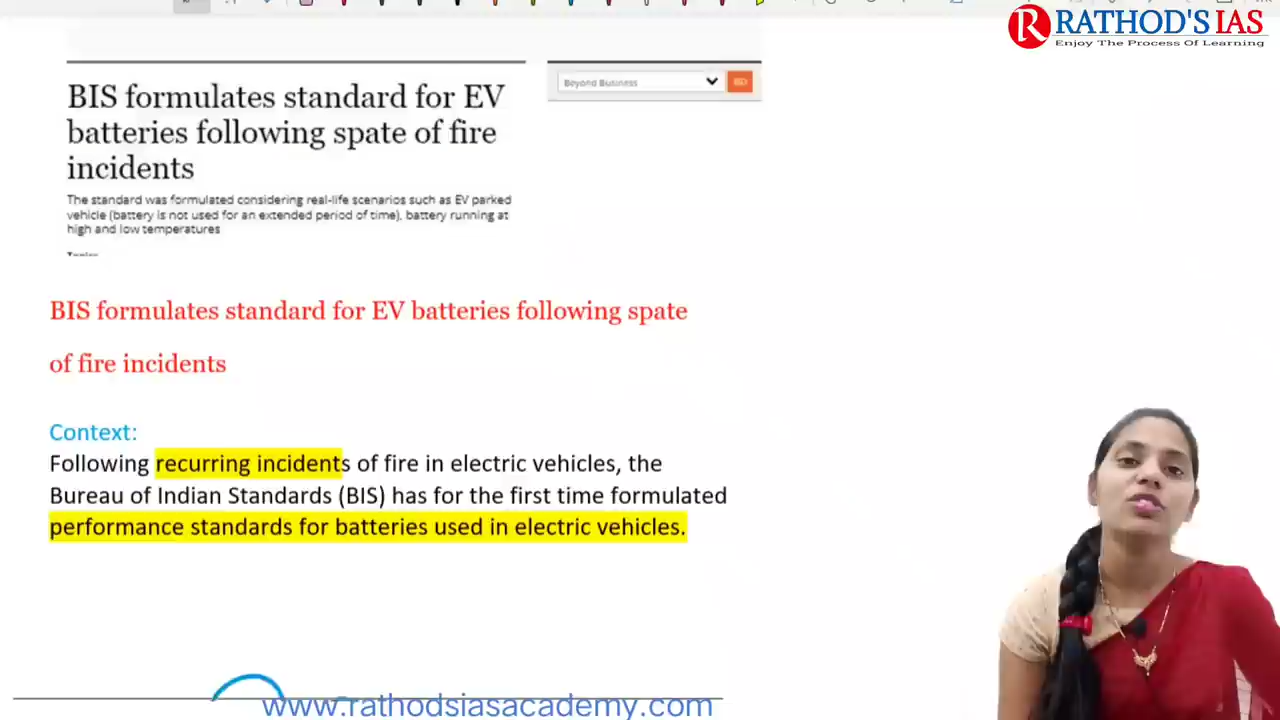 RATHOD'S IAS
Enjoy The Process Of Learning
BIS formulates standard for EV
batteries following spate of fire
incidents
Beyond Business
The standard was formulated considering real-life scenarios such as EV parked
vehicle (battery is not used for an extended period of time), battery running at
high and low temperatures
BIS formulates standard for EV batteries following spate
of fire incidents
Context:
Following recurring incidents of fire in electric vehicles, the
Bureau of Indian Standards (BIS) has for the first time formulated
performance standards for batteries used in electric vehicles.
www.rathodsiasacademy.com